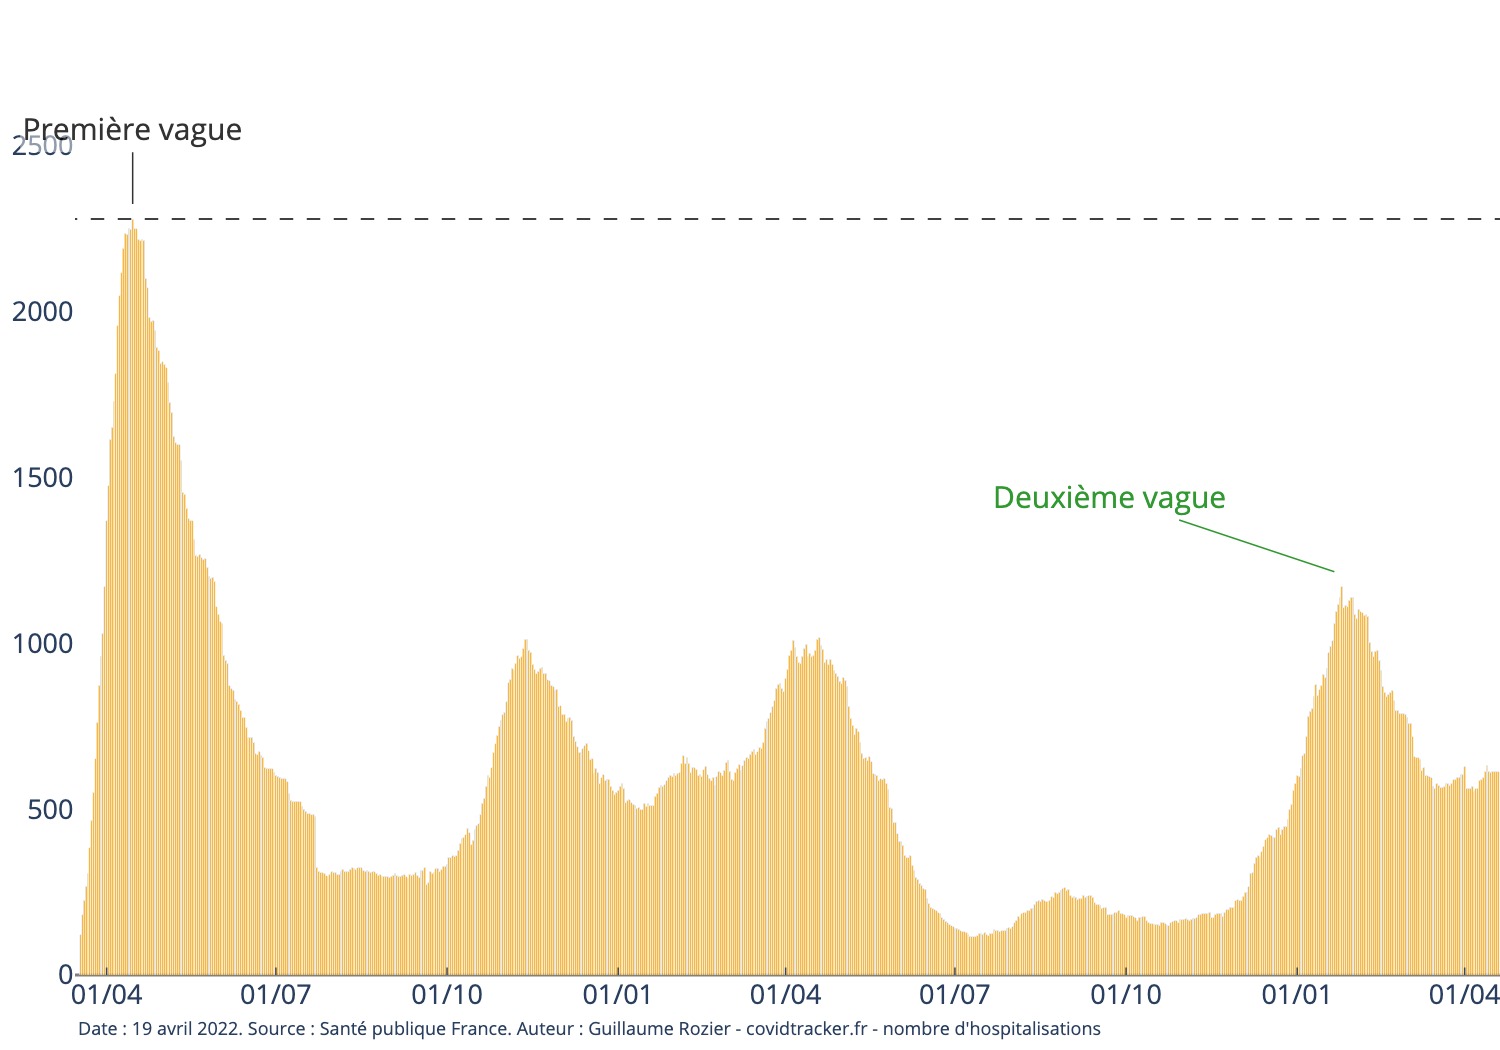 Première vague
2500
2000
1500
Deuxième vague
1000
500
0
01/04 01/07 01/10 01/01 01/04 01/07 01/10 01/01 01/04
Date : 19 avril 2022. Source : Santé publique France. Auteur : Guillaume Rozier - covidtracker.fr - nombre d'hospitalisations